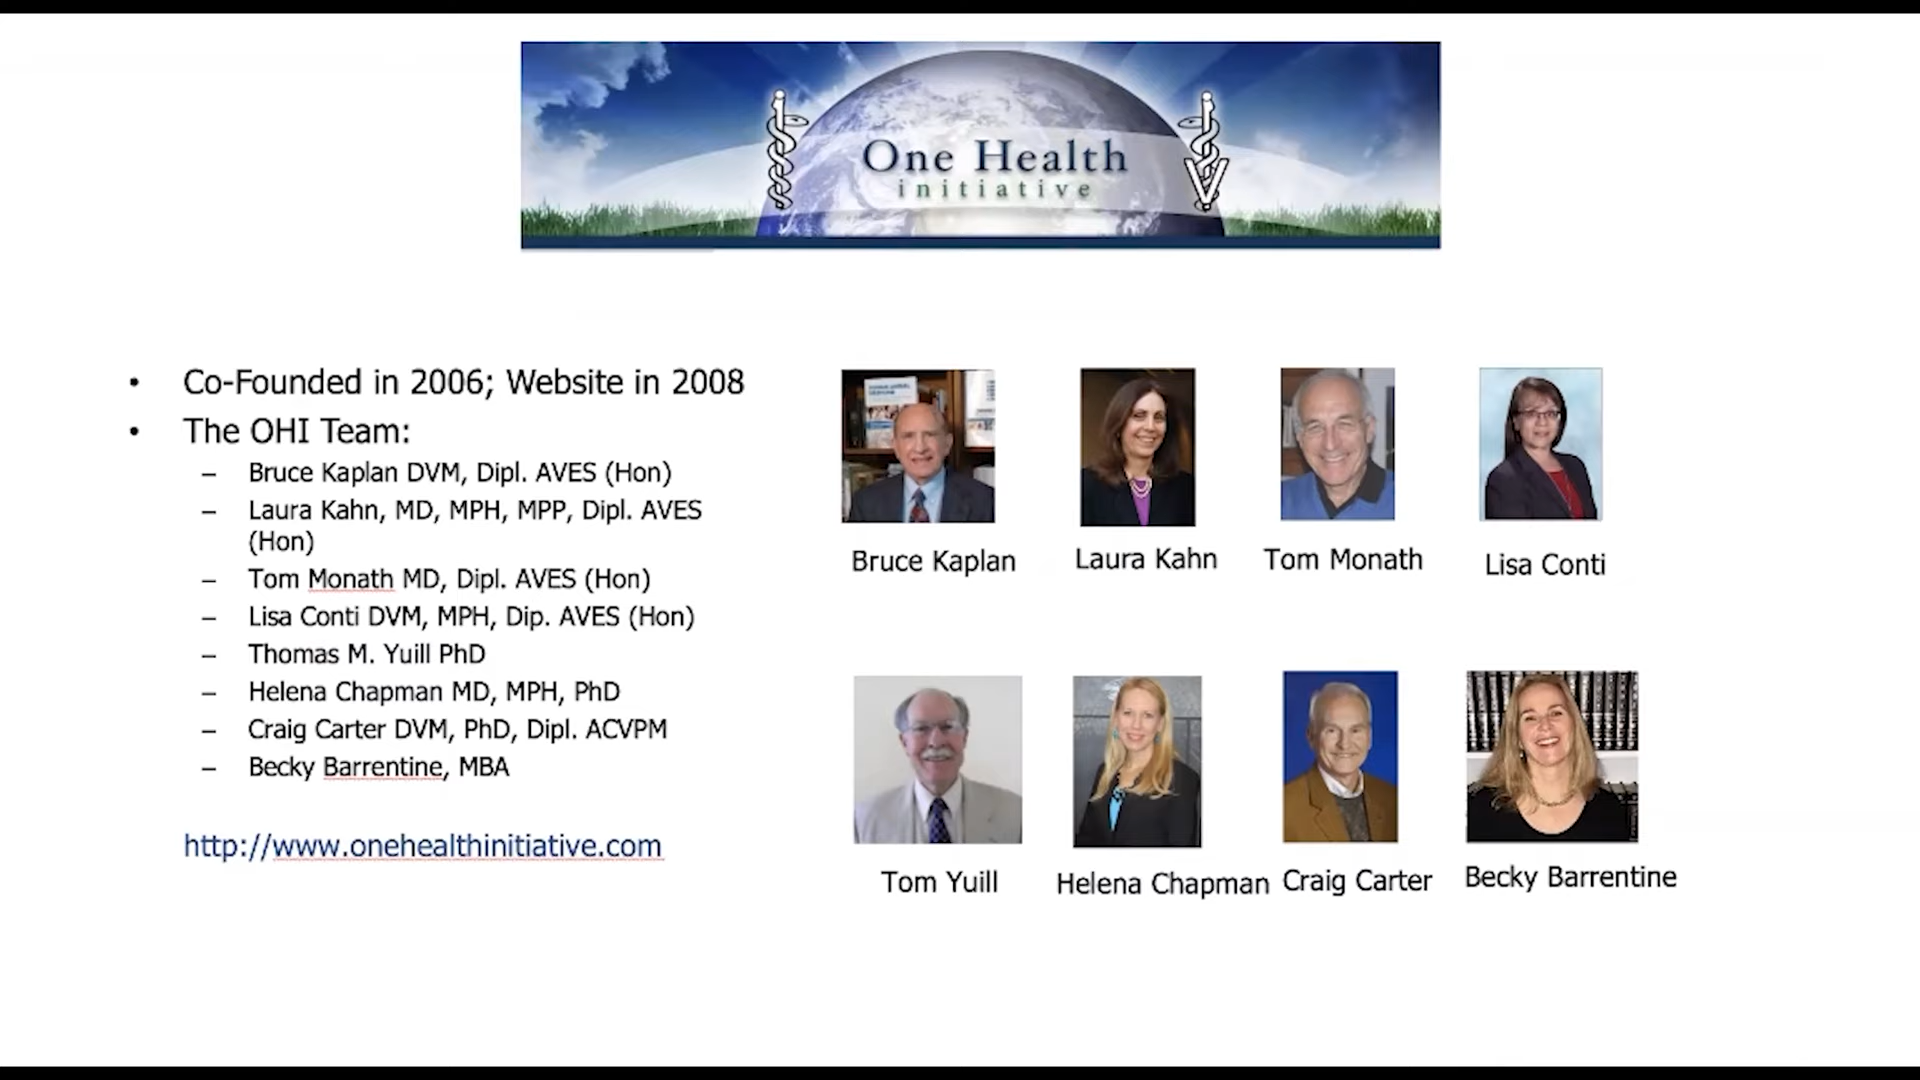 One Health
initiative
• Co-Founded in 2006; Website in 2008
• The OHI Team:
– Bruce Kaplan DVM, Dipl. AVES (Hon)
– Laura Kahn, MD, MPH, MPP, Dipl. AVES
(Hon)
– Tom Monath MD, Dipl. AVES (Hon)
– Lisa Conti DVM, MPH, Dip. AVES (Hon)
– Thomas M. Yuill PhD
– Helena Chapman MD, MPH, PhD
– Craig Carter DVM, PhD, Dipl. ACVPM
– Becky Barrentine, MBA
http://www.onehealthinitiative.com
Bruce Kaplan
Laura Kahn
Tom Monath
Lisa Conti
Tom Yuill
Helena Chapman
Craig Carter
Becky Barrentine